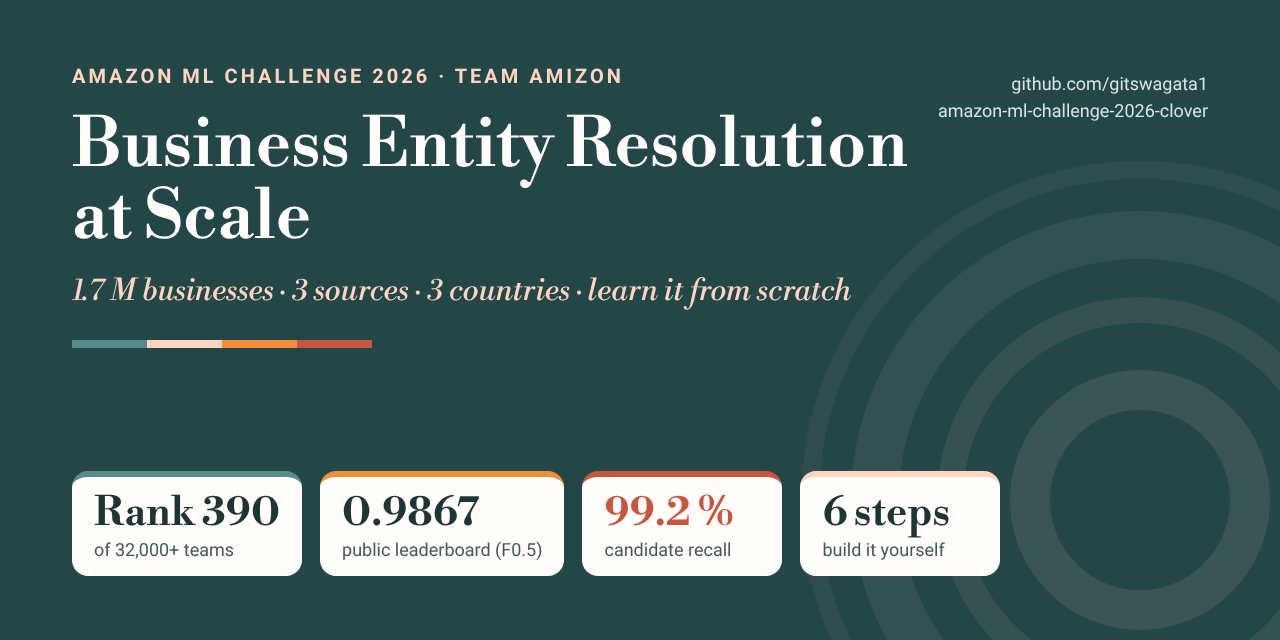 AMAZON ML CHALLENGE 2026 · TEAM AMIZON
github.com/gitswagata1
amazon-ml-challenge-2026-clover
Business Entity Resolution
at Scale
1.7 M businesses · 3 sources · 3 countries · learn it from scratch
Rank 390
of 32,000+ teams
0.9867
public leaderboard (F0.5)
99.2 %
candidate recall
6 steps
build it yourself